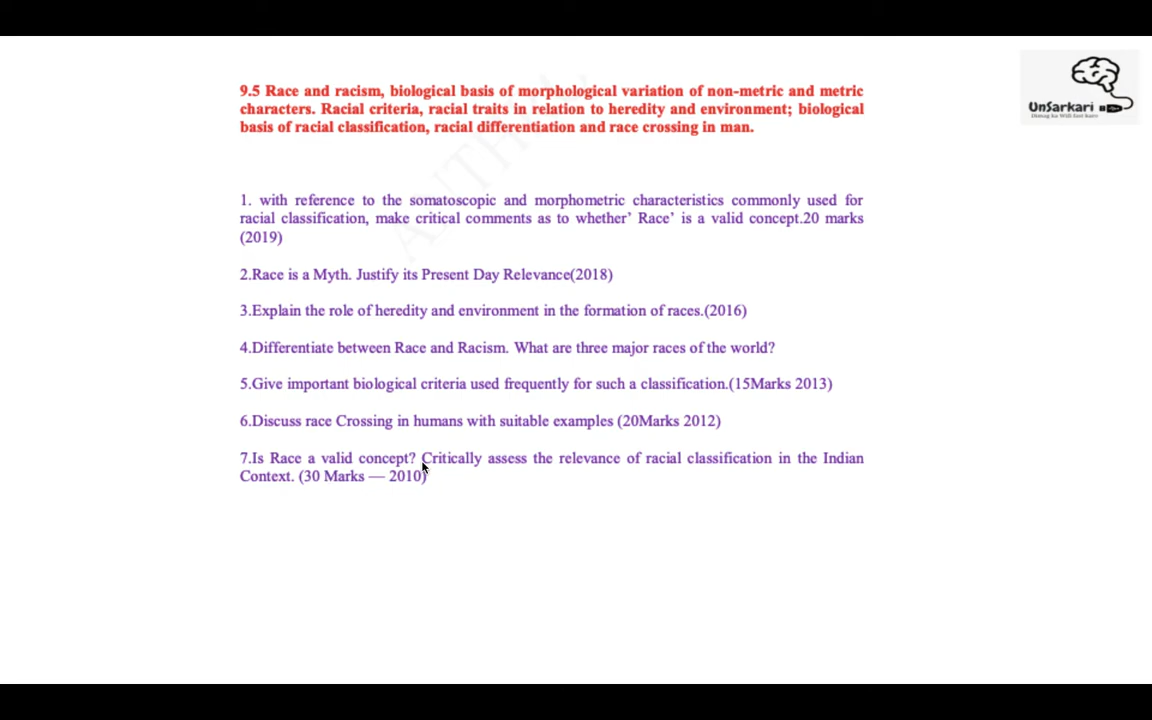 9.5 Race and racism, biological basis of morphological variation of non-metric and metric
characters. Racial criteria, racial traits in relation to heredity and environment; biological
basis of racial classification, racial differentiation and race crossing in man.
UnSarkari
Dimag ka Will fuel karo
1. with reference to the somatoscopic and morphometric characteristics commonly used for
racial classification, make critical comments as to whether’ Race’ is a valid concept.20 marks
(2019)
2.Race is a Myth. Justify its Present Day Relevance(2018)
3.Explain the role of heredity and environment in the formation of races.(2016)
4.Differentiate between Race and Racism. What are three major races of the world?
5.Give important biological criteria used frequently for such a classification.(15Marks 2013)
6.Discuss race Crossing in humans with suitable examples (20Marks 2012)
7.Is Race a valid concept? Critically assess the relevance of racial classification in the Indian
Context. (30 Marks — 2010)